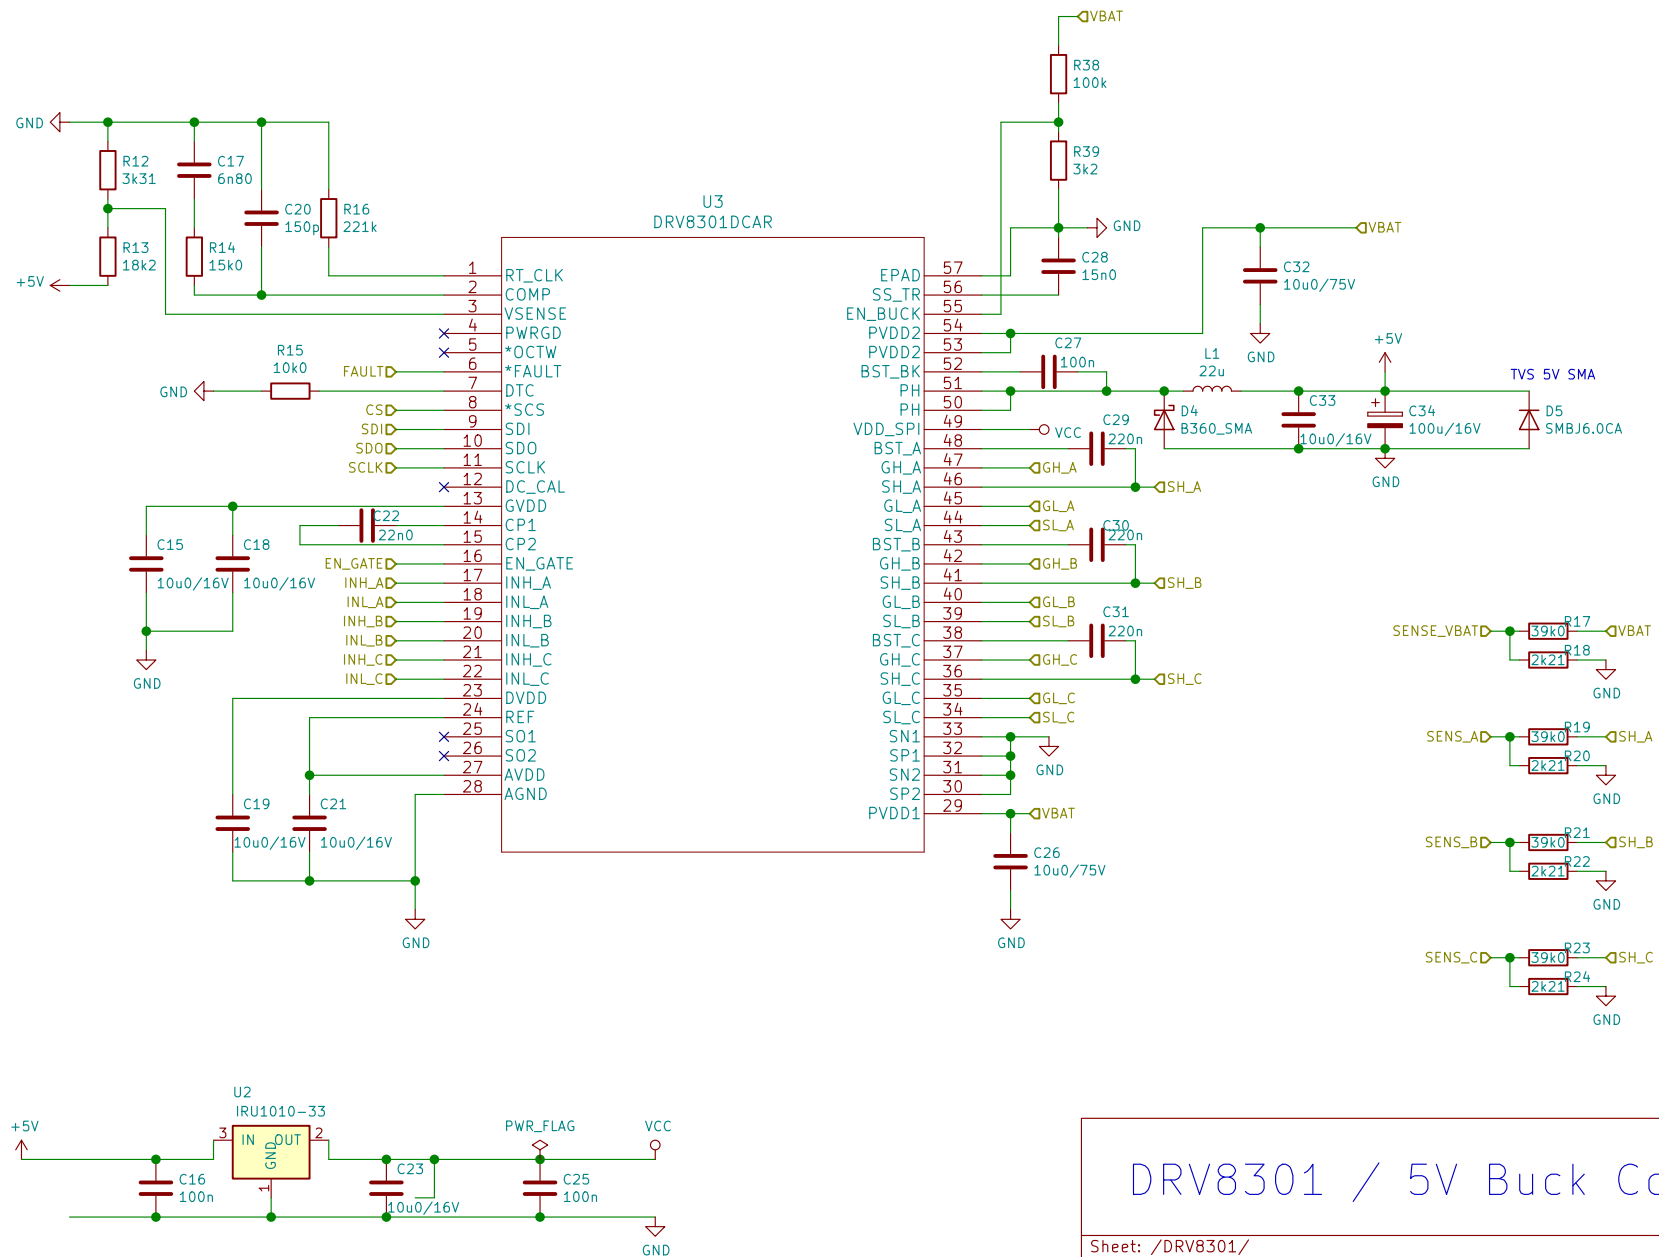 VBAT
R38
100k
GND
R12
3k31
C17
6n80
R39
3k2
C20
150p
R16
221k
U3
DRV8301DCAR
GND
VBAT
R13
18k2
R14
15k0
+5V
C28
15n0
C32
10u0/75V
GND
1 RT_CLK
2 COMP
3 VSENSE
4 PWRGD
5 *OCTW
6 *FAULT
7 DTC
8 *SCS
9 SDI
10 SDO
11 SCLK
12 DC_CAL
13 GVDD
14 CP1
15 CP2
16 EN_GATE
17 INH_A
18 INL_A
19 INH_B
20 INL_B
21 INH_C
22 INL_C
23 DVDD
24 REF
25 SO1
26 SO2
27 AVDD
28 AGND
EPAD 57
SS_TR 56
EN_BUCK 55
PVDD2 54
PVDD2 53
BST_BK 52
PH 51
PH 50
VDD_SPI 49
BST_A 48
GH_A 47
SH_A 46
GL_A 45
SL_A 44
BST_B 43
GH_B 42
SH_B 41
GL_B 40
SL_B 39
BST_C 38
GH_C 37
SH_C 36
GL_C 35
SL_C 34
SN1 33
SP1 32
SN2 31
SP2 30
PVDD1 29
FAULT
R15
10k0
GND
CS
SDI
SDO
SCLK
C22
22n0
C15
10u0/16V
C18
10u0/16V
GND
EN_GATE
INH_A
INL_A
INH_B
INL_B
INH_C
INL_C
C19
10u0/16V
C21
10u0/16V
GND
C27
100n
L1
22u
+5V
TVS 5V SMA
D4
B360_SMA
C33
10u0/16V
+
C34
100u/16V
D5
SMBJ6.0CA
GND
VCC
C29
220n
GH_A
SH_A
GL_A
SL_A
C30
220n
GH_B
SH_B
GL_B
SL_B
C31
220n
GH_C
SH_C
GL_C
SL_C
GND
VBAT
C26
10u0/75V
GND
SENSE_VBAT
R17
39k0
VBAT
R18
2k21
GND
SENS_A
R19
39k0
SH_A
R20
2k21
GND
SENS_B
R21
39k0
SH_B
R22
2k21
GND
SENS_C
R23
39k0
SH_C
R24
2k21
GND
+5V
U2
IRU1010-33
3 IN OUT 2
GND
1
PWR_FLAG
VCC
C16
100n
C23
10u0/16V
C25
100n
GND
DRV8301 / 5V Buck Co
Sheet: /DRV8301/